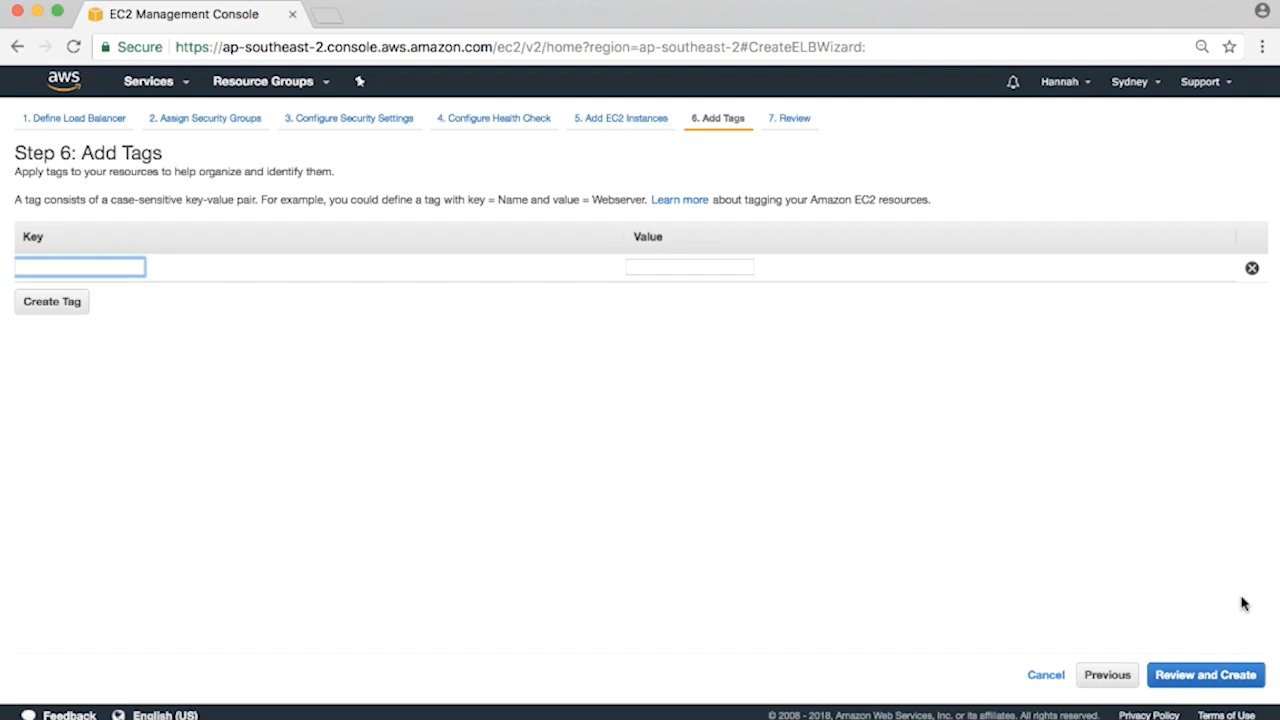 EC2 Management Console
Secure https://ap-southeast-2.console.aws.amazon.com/ec2/v2/home?region=ap-southeast-2#CreateELBWizard:
aws Services Resource Groups Hannah Sydney Support
1. Define Load Balancer 2. Assign Security Groups 3. Configure Security Settings 4. Configure Health Check 5. Add EC2 Instances 6. Add Tags 7. Review
Step 6: Add Tags
Apply tags to your resources to help organize and identify them.
A tag consists of a case-sensitive key-value pair. For example, you could define a tag with key = Name and value = Webserver. Learn more about tagging your Amazon EC2 resources.
Key Value
Create Tag
Cancel Previous Review and Create
Feedback English (US) © 2008 - 2018, Amazon Web Services, Inc. or its affiliates. All rights reserved. Privacy Policy Terms of Use